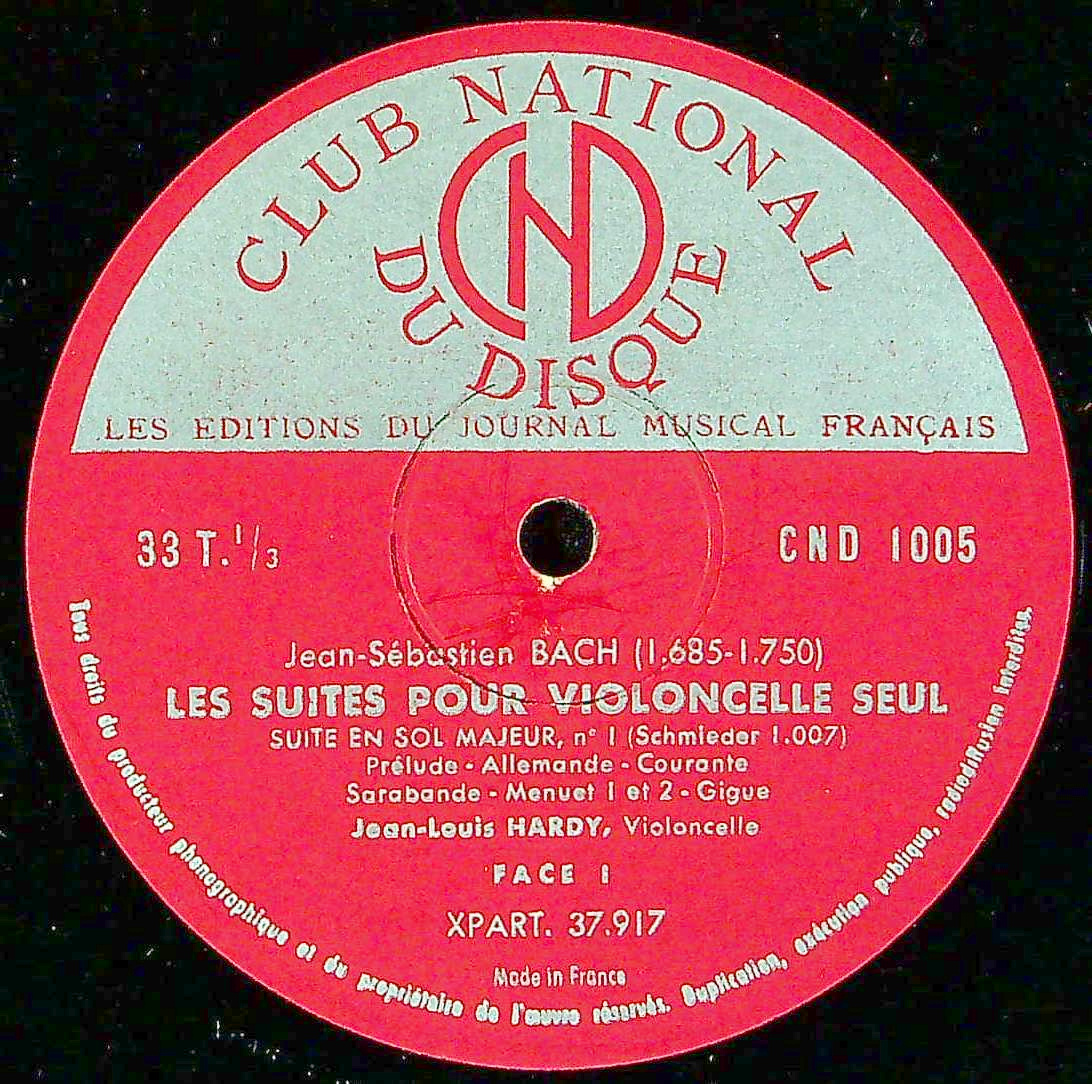 CLUB NATIONAL
CND
DU DISQUE
LES EDITIONS DU JOURNAL MUSICAL FRANÇAIS
33 T. 1/3
CND 1005
Jean-Sébastien BACH (1.685-1.750)
LES SUITES POUR VIOLONCELLE SEUL
SUITE EN SOL MAJEUR, n° 1 (Schmieder 1.007)
Prélude - Allemande - Courante
Sarabande - Menuet 1 et 2 - Gigue
Jean-Louis HARDY, Violoncelle
FACE 1
XPART. 37.917
Made in France
Tous droits du producteur phonographique et du propriétaire de l'œuvre réservés. Duplication, exécution publique, radiodiffusion interdites.